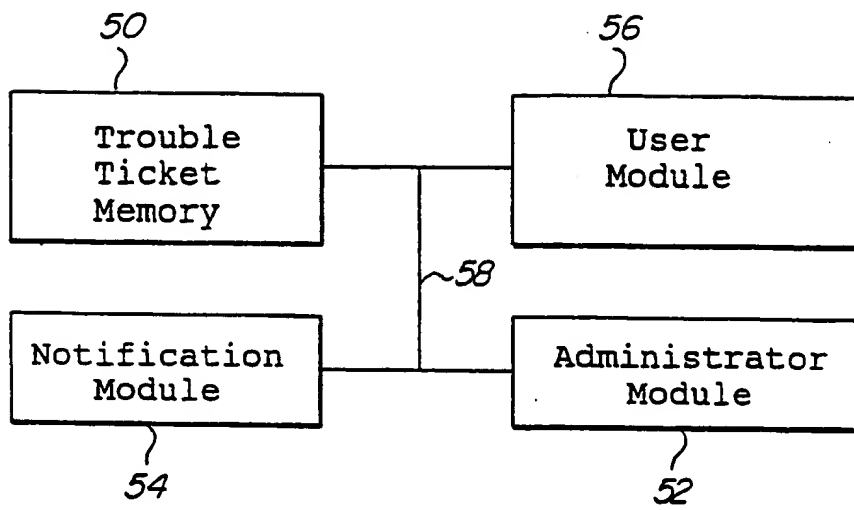 50
56
Trouble
Ticket
Memory
User
Module
58
Notification
Module
Administrator
Module
54
52